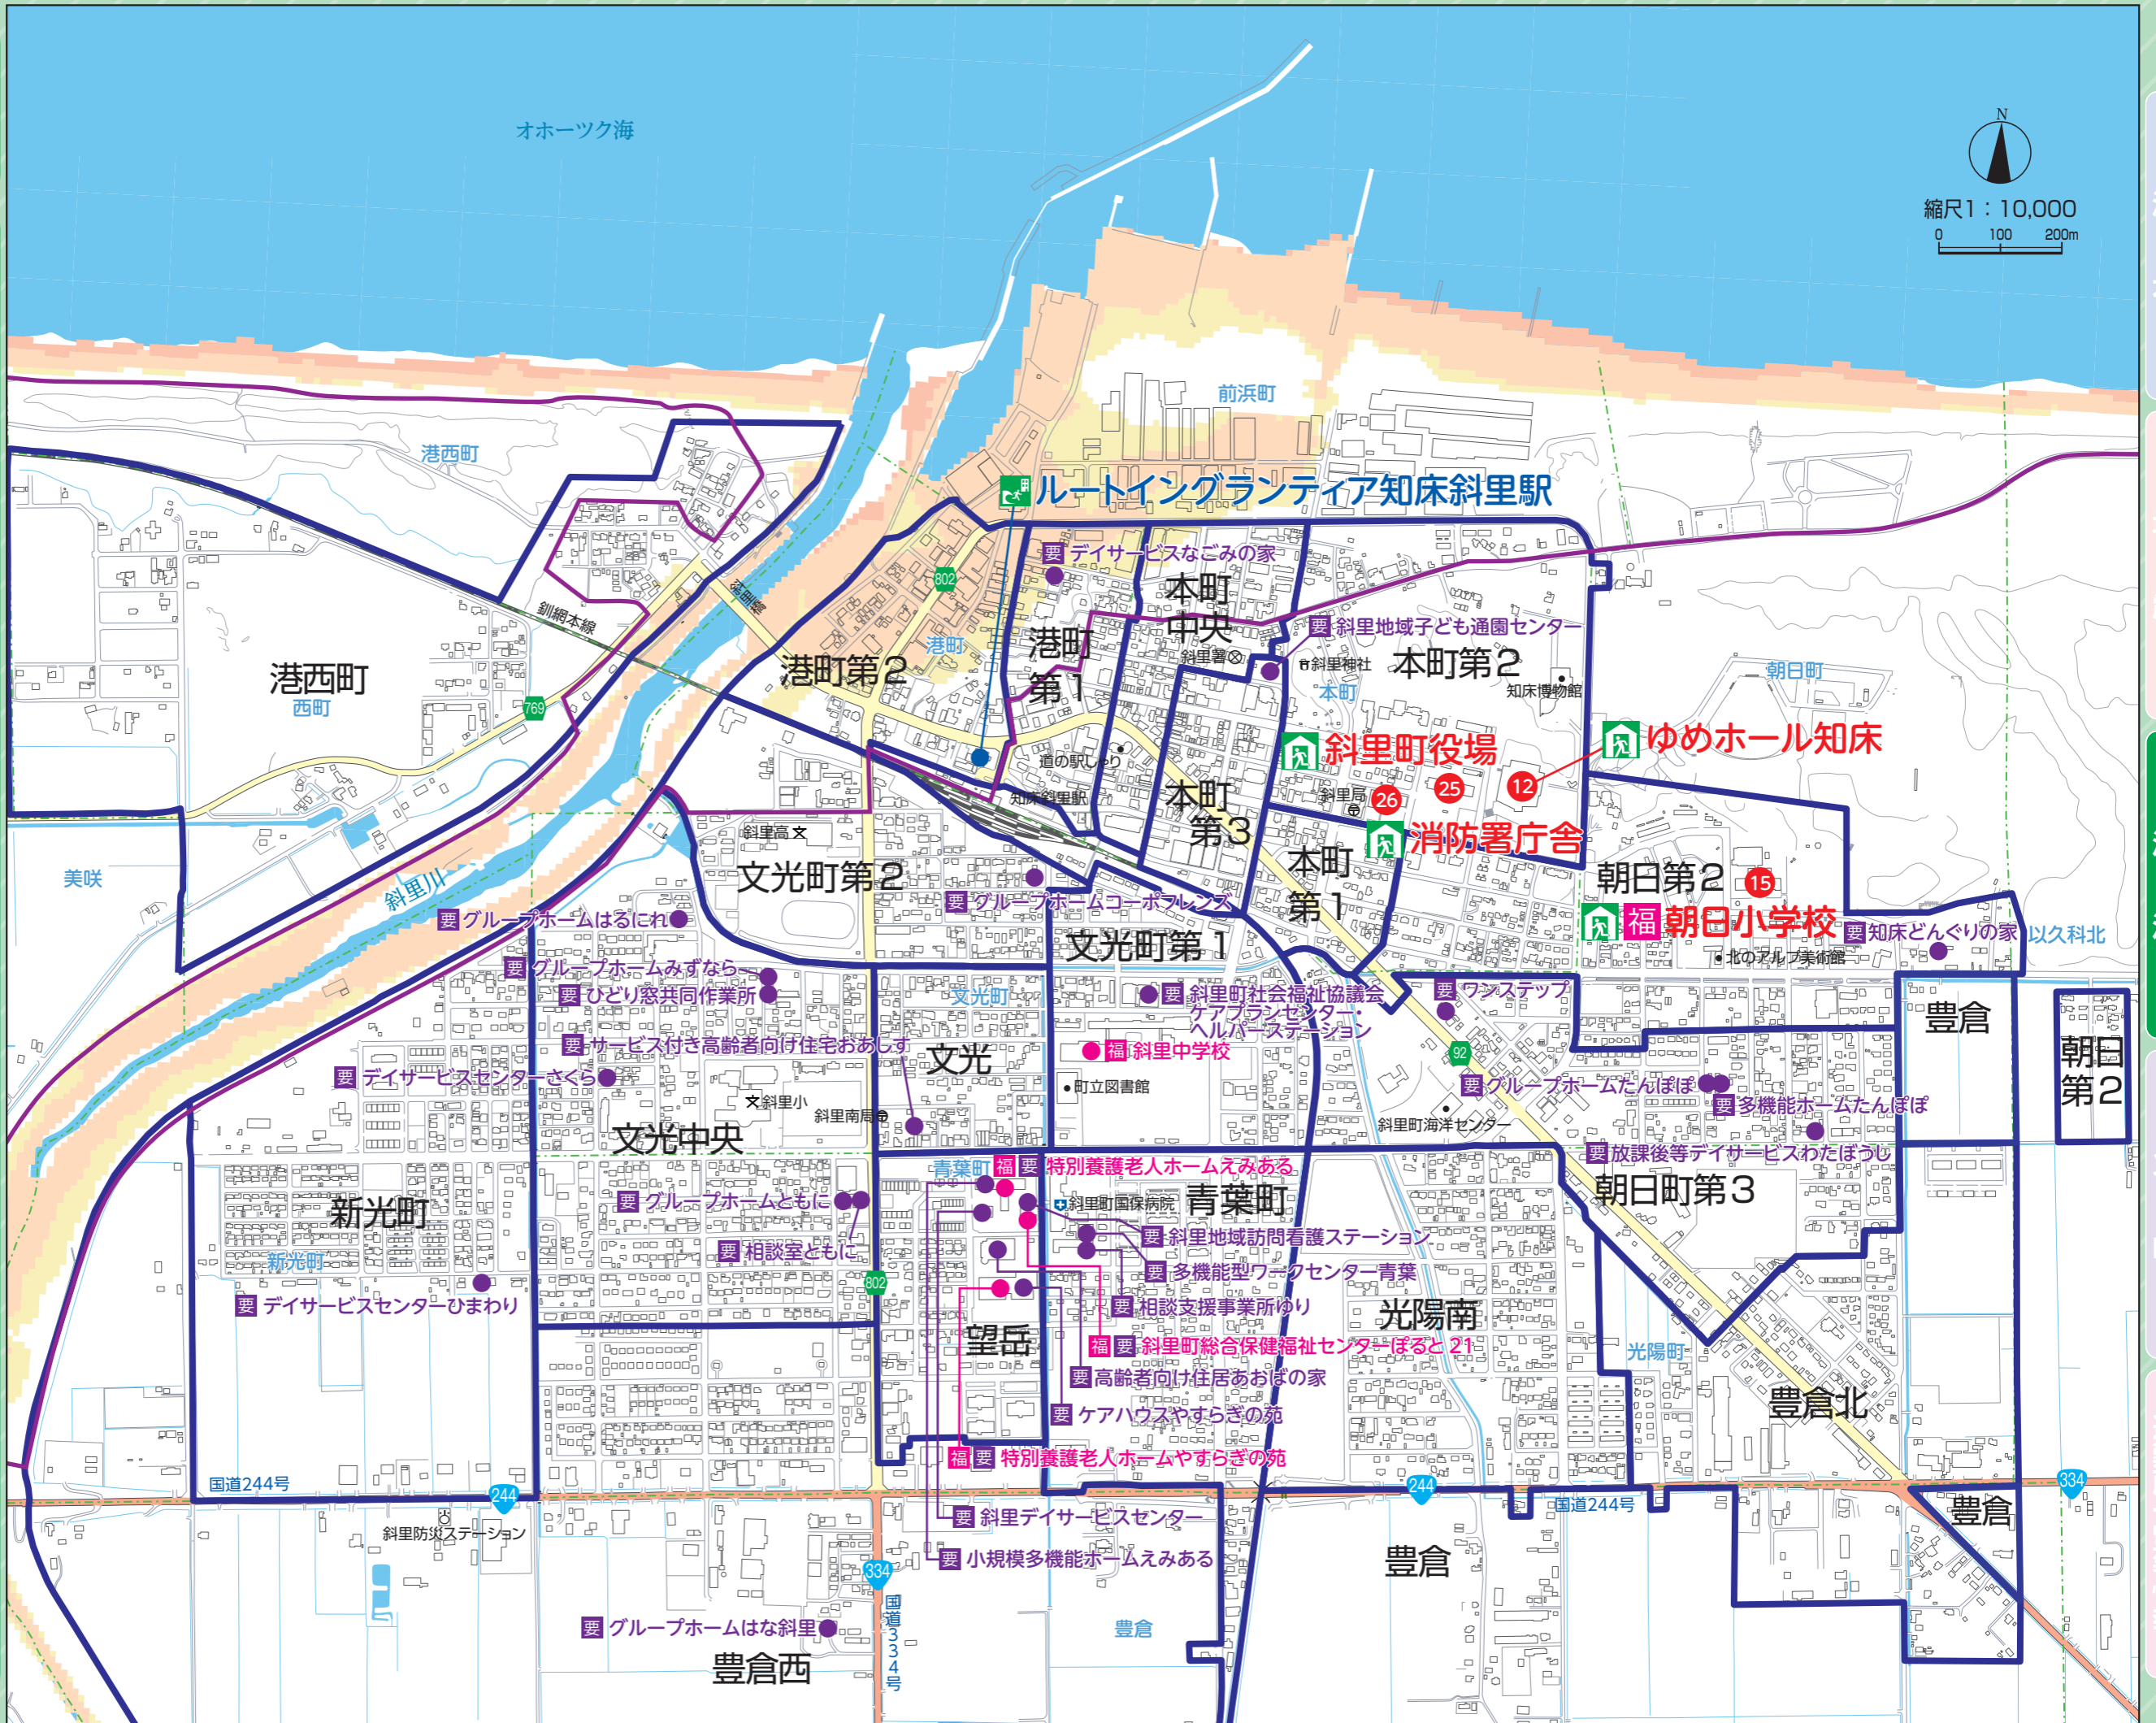 オホーツク海
N
縮尺1：10,000
0 100 200m
前浜町
港西町
ルートイングランティア知床斜里駅
要 デイサービスなごみの家
802
本町
中央
釧網本線
斜里橋
港町
港町
第1
要 斜里地域子ども通園センター
斜里署
斜里神社
本町第2
本町
知床博物館
朝日町
港西町
西町
769
港町第2
斜里町役場
ゆめホール知床
道の駅しゃり
知床斜里駅
本町
第3
斜里局
26
25
12
消防署庁舎
斜里高 文
文光町第2
美咲
斜里川
本町
第1
朝日第2
15
福 朝日小学校
要 グループホームコーポフレンズ
要 グループホームはるにれ
文光町第1
要 知床どんぐりの家
以久科北
北のアルプ美術館
要 グループホームみずなら
要 ひどり窓共同作業所
文光町
要 斜里町社会福祉協議会
ケアプランセンター・
ヘルパーステーション
要 ワンステップ
豊倉
要 サービス付き高齢者向け住宅おあしす
文光
福 斜里中学校
92
朝日
第2
要 デイサービスセンターさくら
町立図書館
要 グループホームたんぽぽ
文斜里小
斜里南局
要 多機能ホームたんぽぽ
文光中央
斜里町海洋センター
要 放課後等デイサービスわたぼうし
青葉町
福 要 特別養護老人ホームえみある
新光町
要 グループホームともに
斜里町国保病院
青葉町
朝日町第3
要 相談室ともに
要 斜里地域訪問看護ステーション
新光町
要 多機能型ワークセンター青葉
802
要 デイサービスセンターひまわり
要 相談支援事業所ゆり
光陽南
望岳
福 要 斜里町総合保健福祉センターぽると21
光陽町
要 高齢者向け住居あおばの家
要 ケアハウスやすらぎの苑
豊倉北
福 要 特別養護老人ホームやすらぎの苑
国道244号
244
244
国道244号
334
豊倉
斜里防災ステーション
要 斜里デイサービスセンター
要 小規模多機能ホームえみある
豊倉
334
国道334号
要 グループホームはな斜里
豊倉
豊倉西